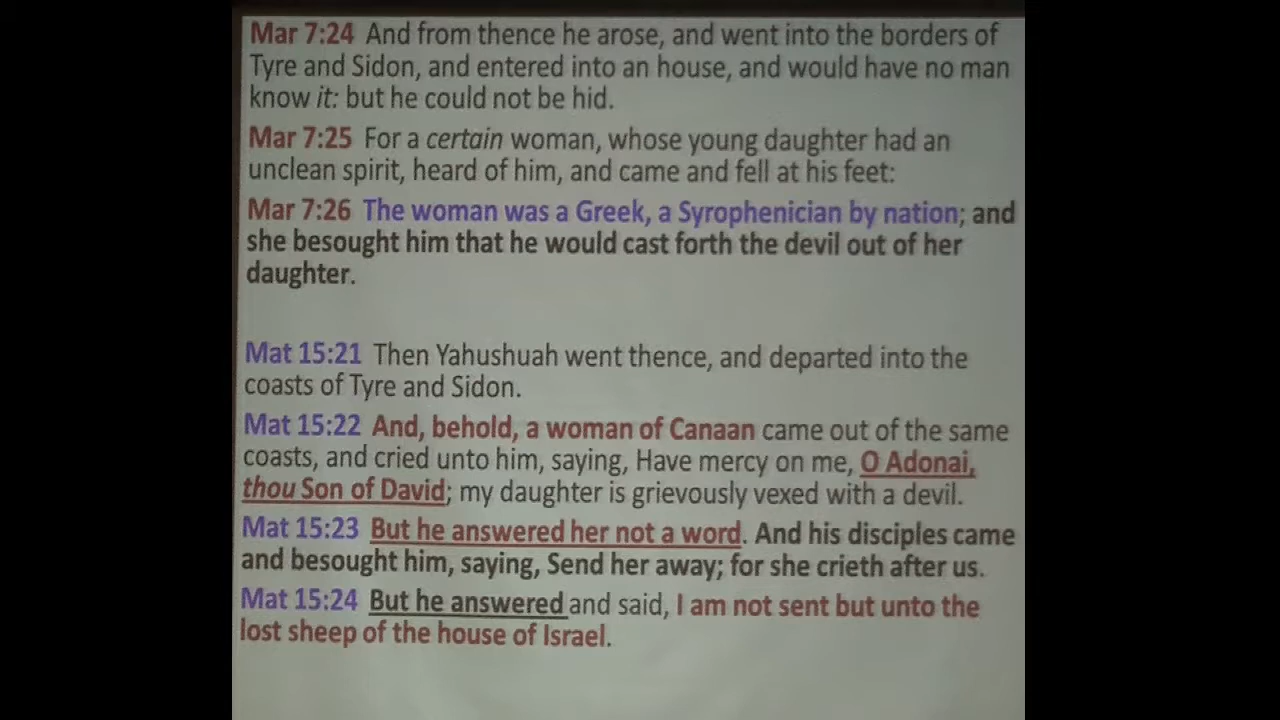 Mar 7:24 And from thence he arose, and went into the borders of
Tyre and Sidon, and entered into an house, and would have no man
know it: but he could not be hid.
Mar 7:25 For a certain woman, whose young daughter had an
unclean spirit, heard of him, and came and fell at his feet:
Mar 7:26 The woman was a Greek, a Syrophenician by nation; and
she besought him that he would cast forth the devil out of her
daughter.
Mat 15:21 Then Yahushuah went thence, and departed into the
coasts of Tyre and Sidon.
Mat 15:22 And, behold, a woman of Canaan came out of the same
coasts, and cried unto him, saying, Have mercy on me, O Adonai,
thou Son of David; my daughter is grievously vexed with a devil.
Mat 15:23 But he answered her not a word. And his disciples came
and besought him, saying, Send her away; for she crieth after us.
Mat 15:24 But he answered and said, I am not sent but unto the
lost sheep of the house of Israel.